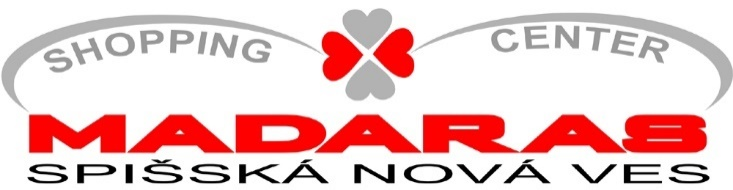 SHOPPING CENTER
MADARAS
SPIŠSKÁ NOVÁ VES